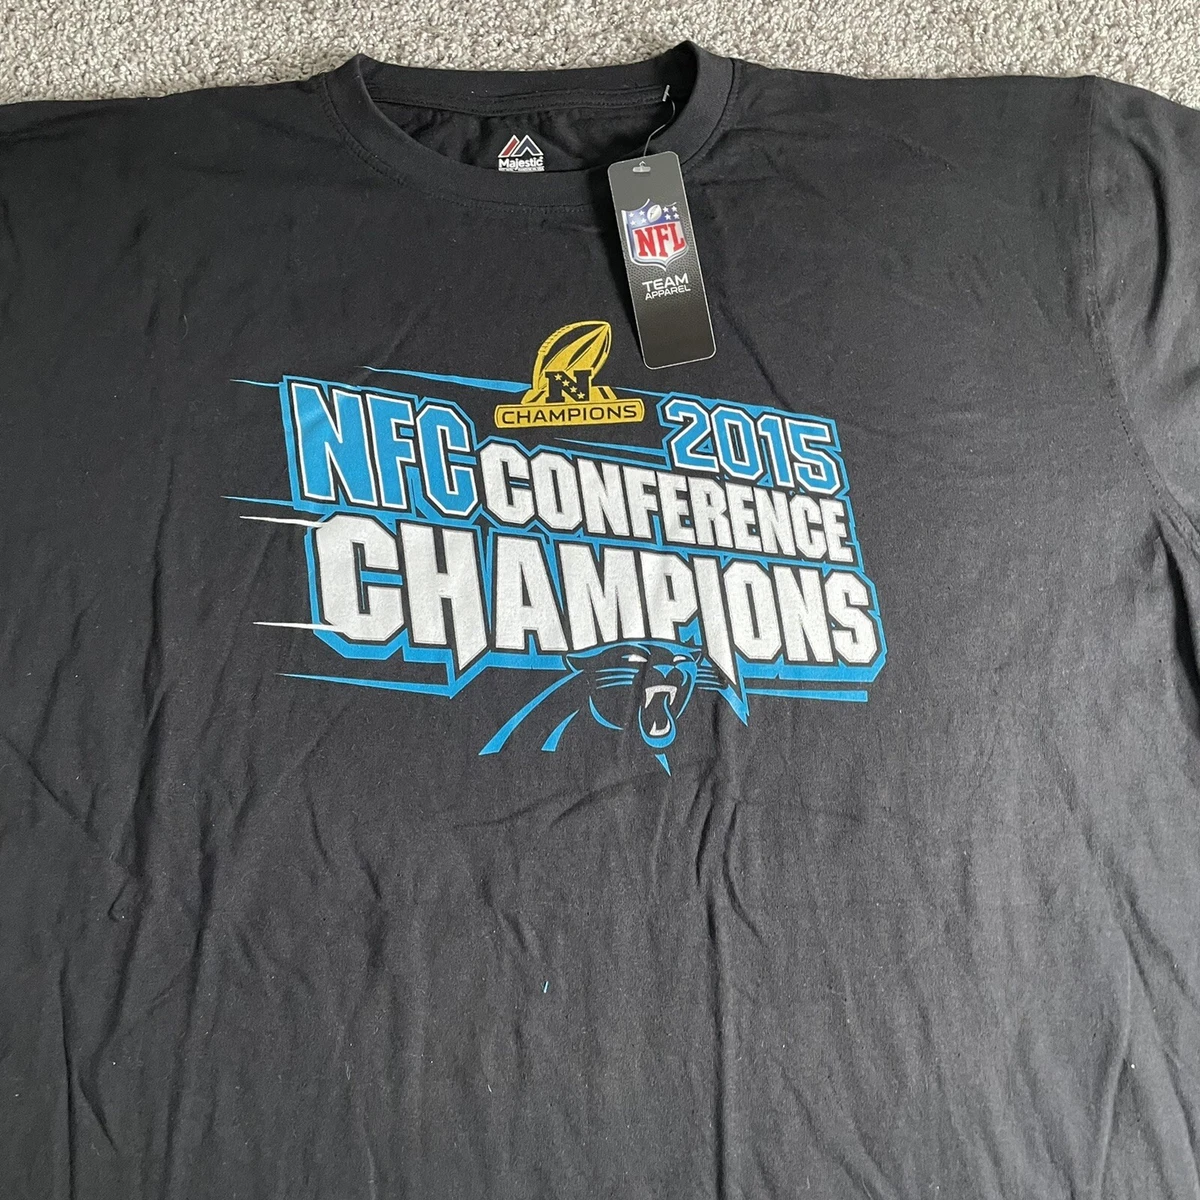 Majestic
NFL
TEAM
APPAREL
N
CHAMPIONS
NFC 2015
CONFERENCE
CHAMPIONS